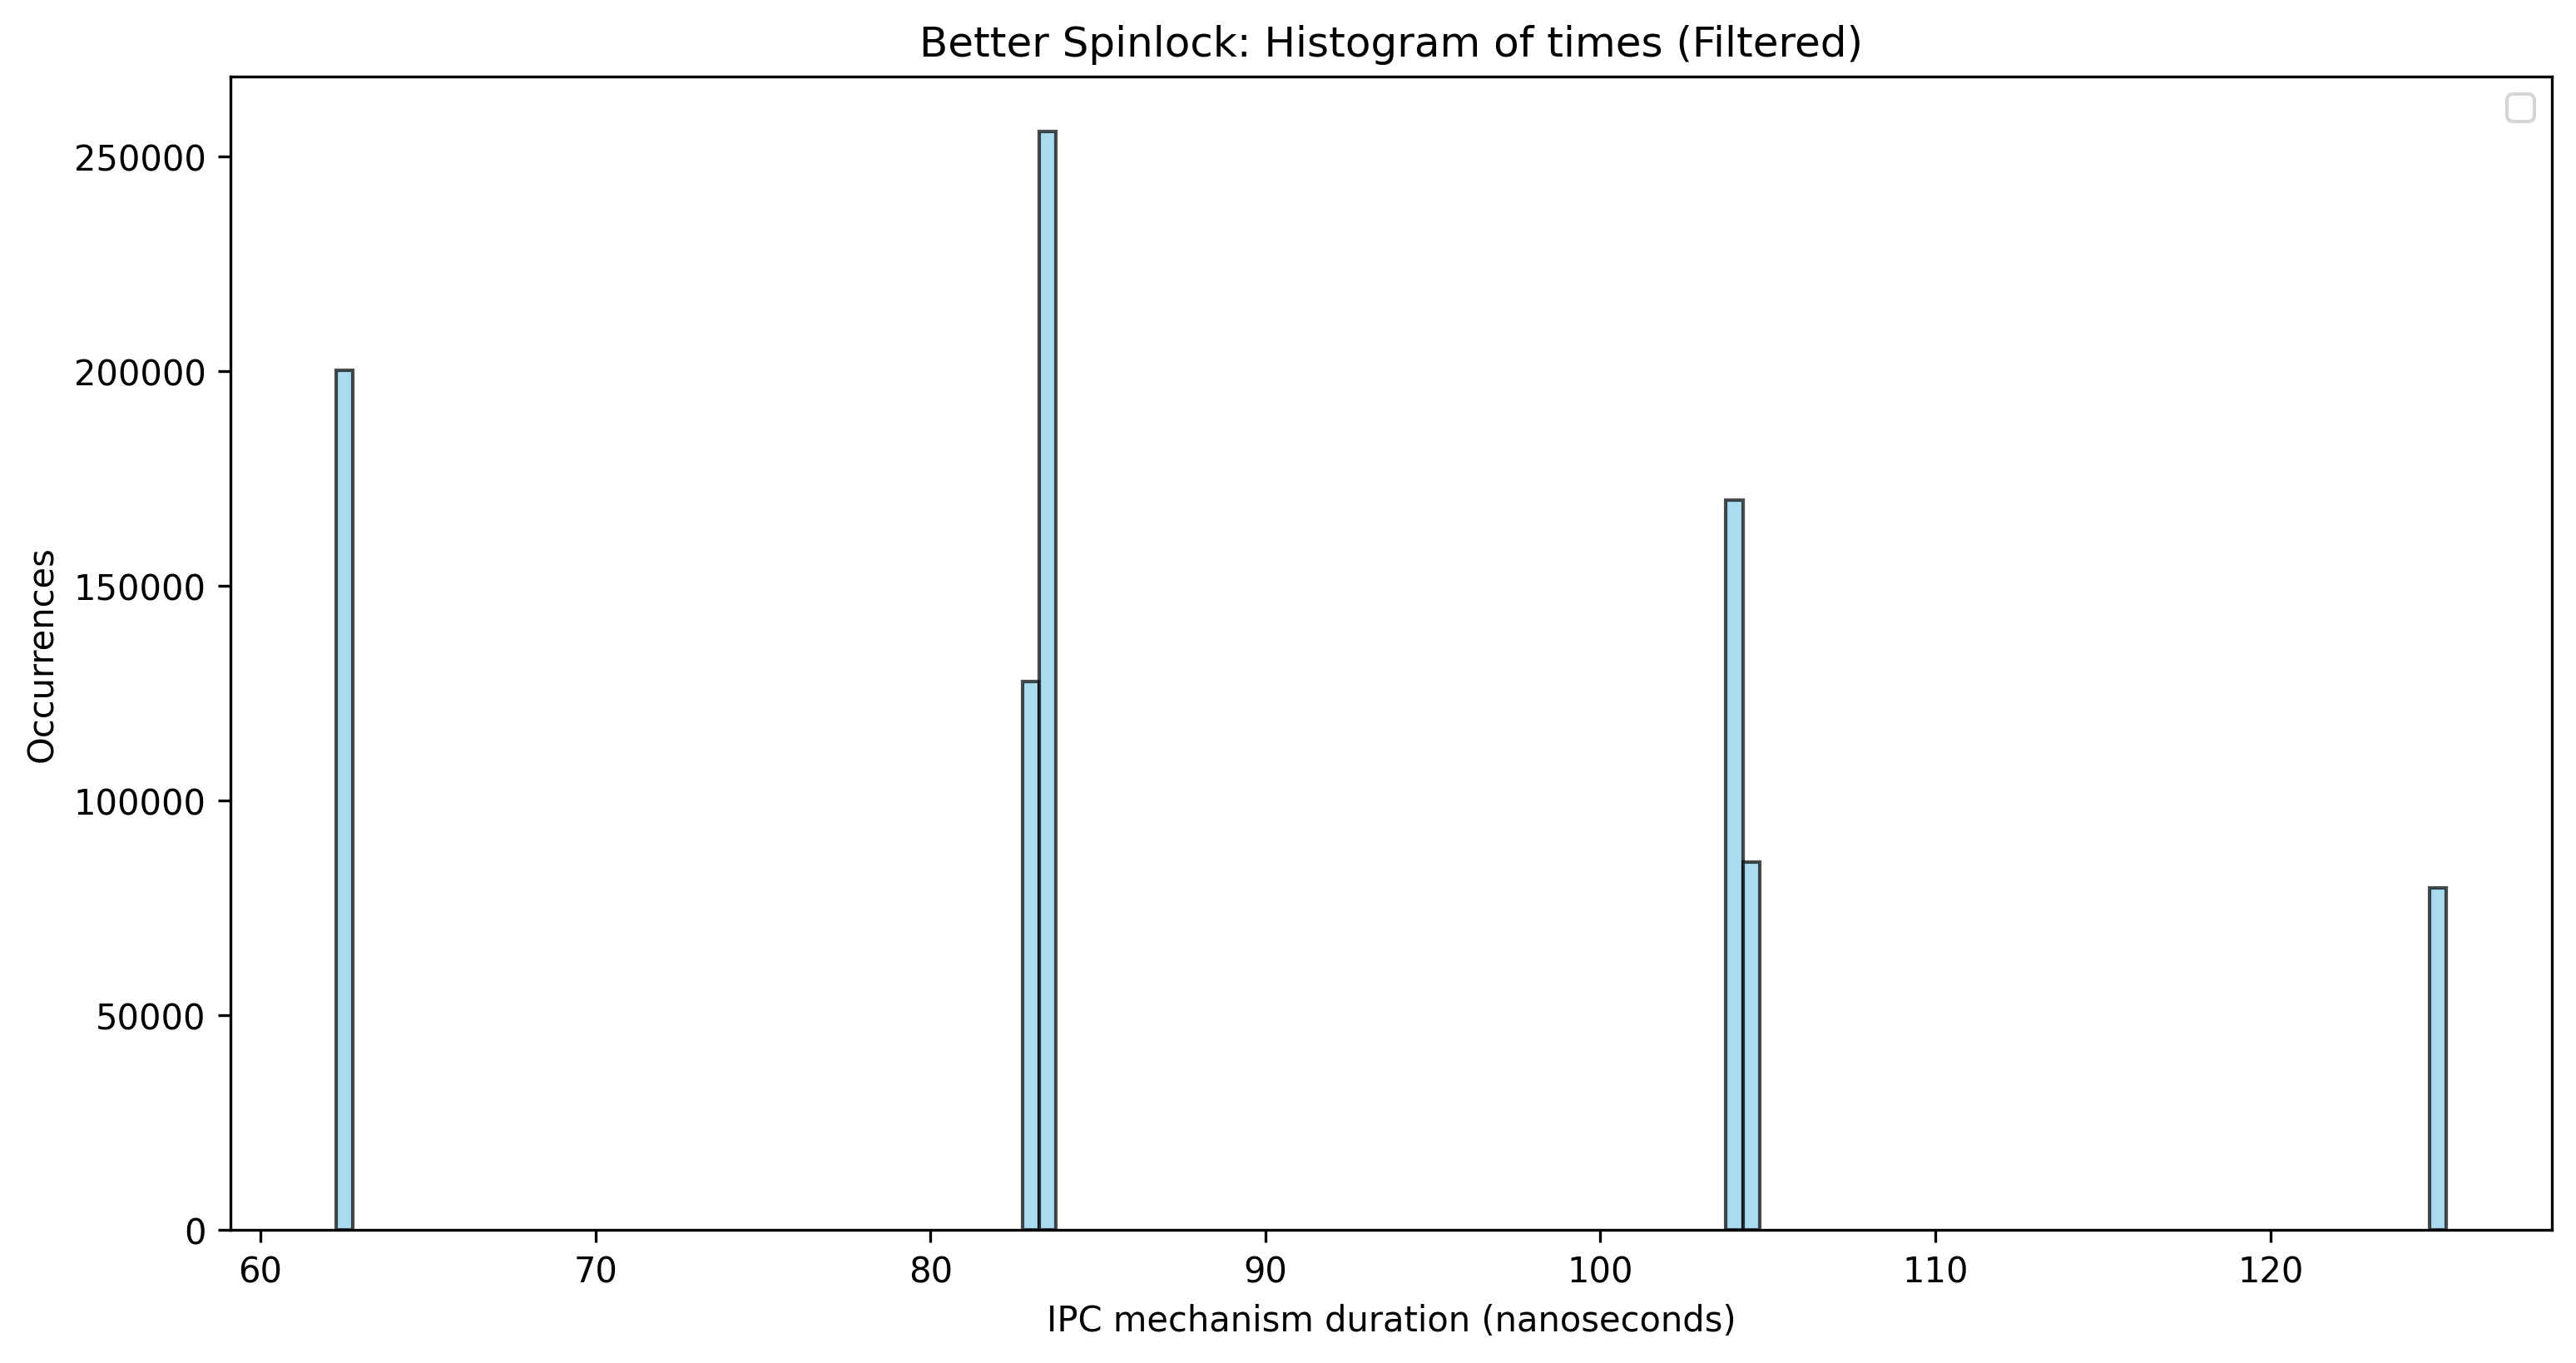 Better Spinlock: Histogram of times (Filtered)
250000
200000
150000
100000
50000
0
Occurrences
60 70 80 90 100 110 120
IPC mechanism duration (nanoseconds)